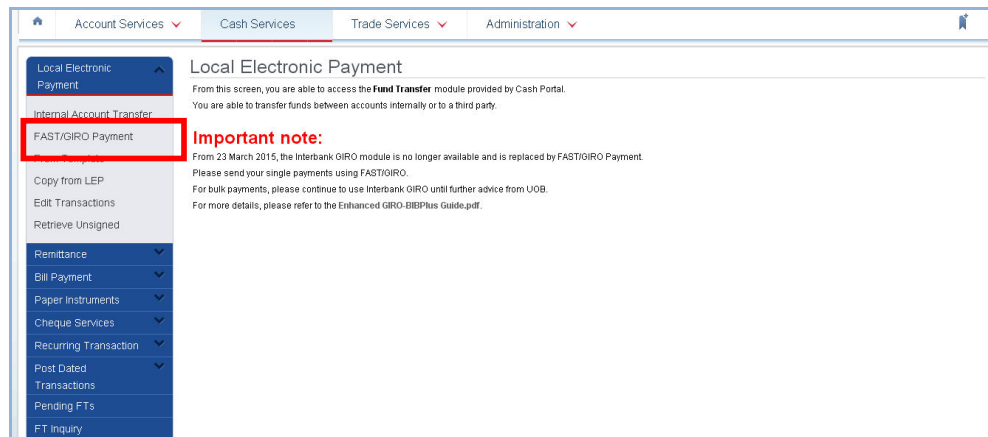 Account Services
Cash Services
Trade Services
Administration
Local Electronic
Payment
Internal Account Transfer
FAST/GIRO Payment
From Template
Copy from LEP
Edit Transactions
Retrieve Unsigned
Remittance
Bill Payment
Paper Instruments
Cheque Services
Recurring Transaction
Post Dated
Transactions
Pending FTs
FT Inquiry
Local Electronic Payment
From this screen, you are able to access the Fund Transfer module provided by Cash Portal.
You are able to transfer funds between accounts internally or to a third party.
Important note:
From 23 March 2015, the Interbank GIRO module is no longer available and is replaced by FAST/GIRO Payment.
Please send your single payments using FAST/GIRO.
For bulk payments, please continue to use Interbank GIRO until further advice from UOB.
For more details, please refer to the Enhanced GIRO-BIBPlus Guide.pdf.